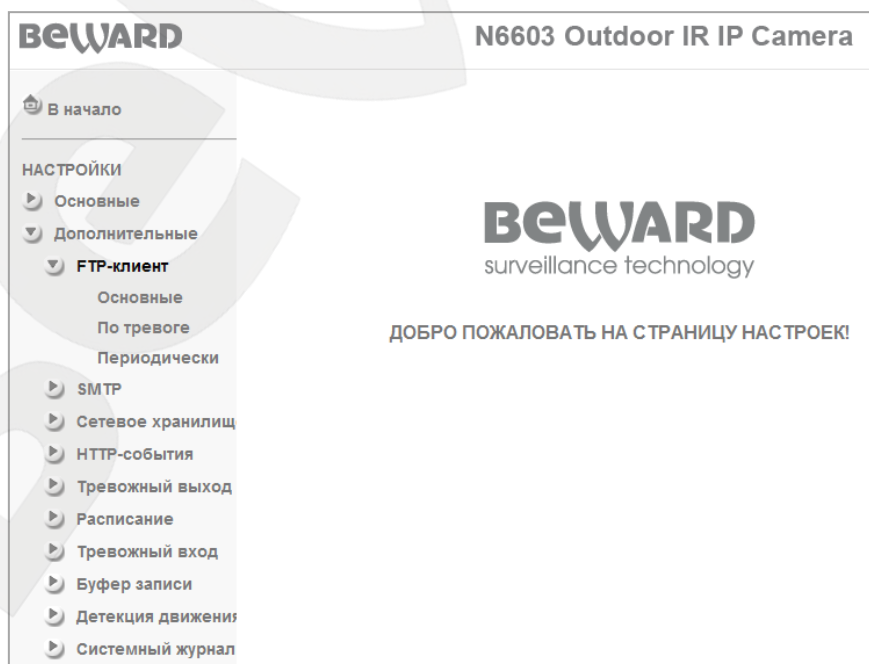 BEWARD
N6603 Outdoor IR IP Camera
В начало
НАСТРОЙКИ
Основные
Дополнительные
FTP-клиент
Основные
По тревоге
Периодически
SMTP
Сетевое хранилищ
HTTP-события
Тревожный выход
Расписание
Тревожный вход
Буфер записи
Детекция движения
Системный журнал
BEWARD
surveillance technology
ДОБРО ПОЖАЛОВАТЬ НА СТРАНИЦУ НАСТРОЕК!